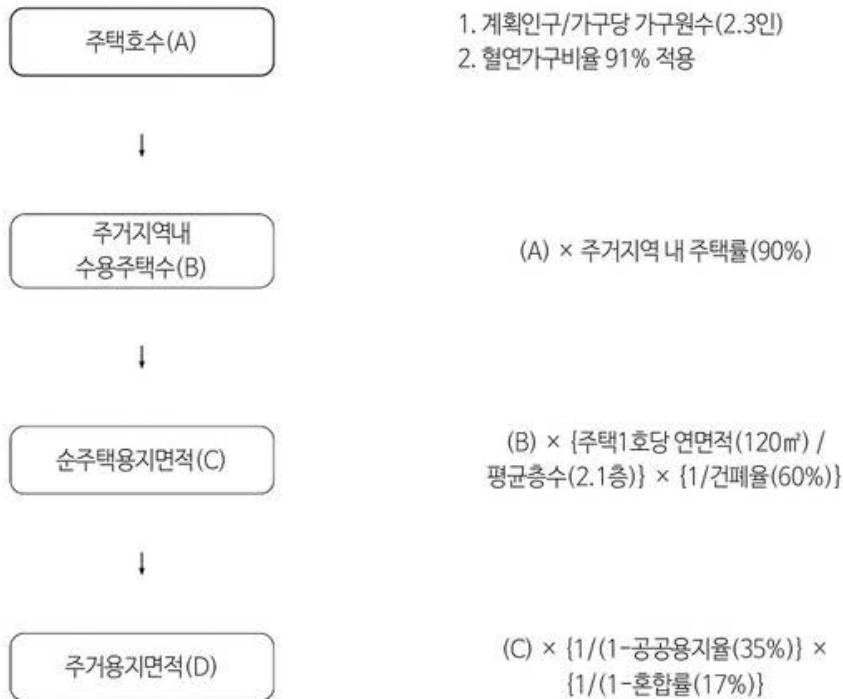 주택호수(A)
1. 계획인구/가구당 가구원수(2.3인)
2. 혈연가구비율 91% 적용
↓
주거지역내
수용주택수(B)
(A) × 주거지역 내 주택률(90%)
↓
순주택용지면적(C)
(B) × {주택1호당 연면적(120㎡) /
평균층수(2.1층)} × {1/건폐율(60%)}
↓
주거용지면적(D)
(C) × {1/(1-공공용지율(35%)} ×
{1/(1-혼합률(17%)}